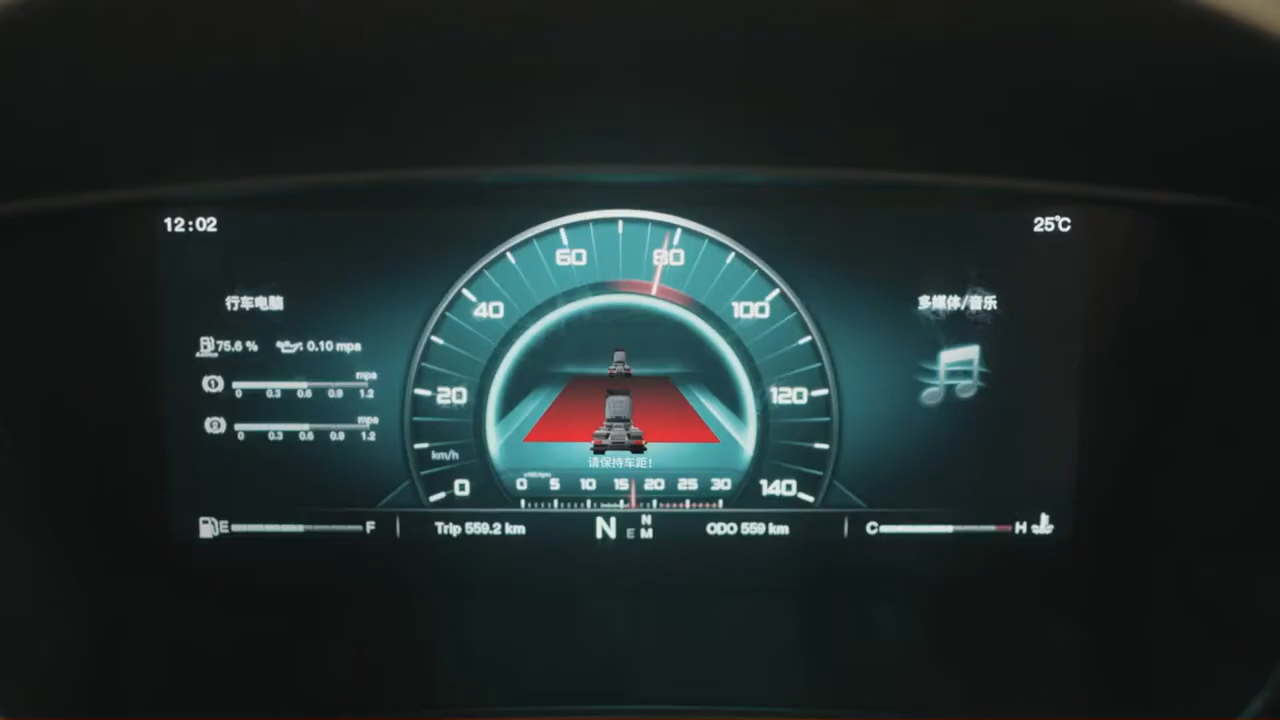 12:02
25℃
行车电脑
多媒体/音乐
75.6 %
0.10 mpa
mpa
1
0 0.3 0.6 0.9 1.2
mpa
2
0 0.3 0.6 0.9 1.2
0 20 40 60 80 100 120 140
km/h
请保持车距!
0 5 10 15 20 25 30
E F
Trip 559.2 km
N
E
N
M
ODO 559 km
C H